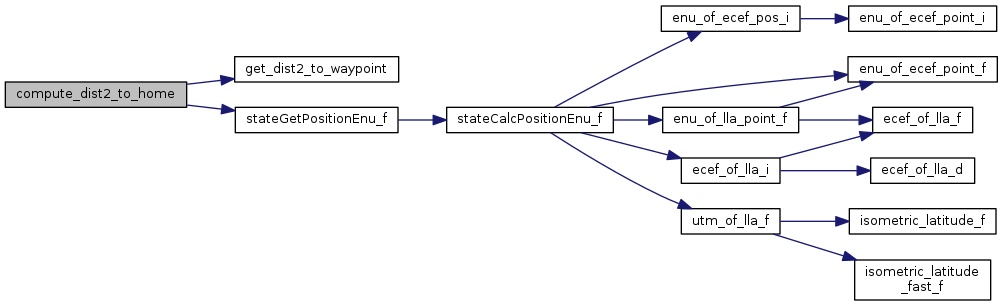 compute_dist2_to_home
get_dist2_to_waypoint
stateGetPositionEnu_f
stateCalcPositionEnu_f
enu_of_ecef_pos_i
enu_of_ecef_point_i
enu_of_ecef_point_f
enu_of_lla_point_f
ecef_of_lla_f
ecef_of_lla_i
ecef_of_lla_d
utm_of_lla_f
isometric_latitude_f
isometric_latitude
_fast_f